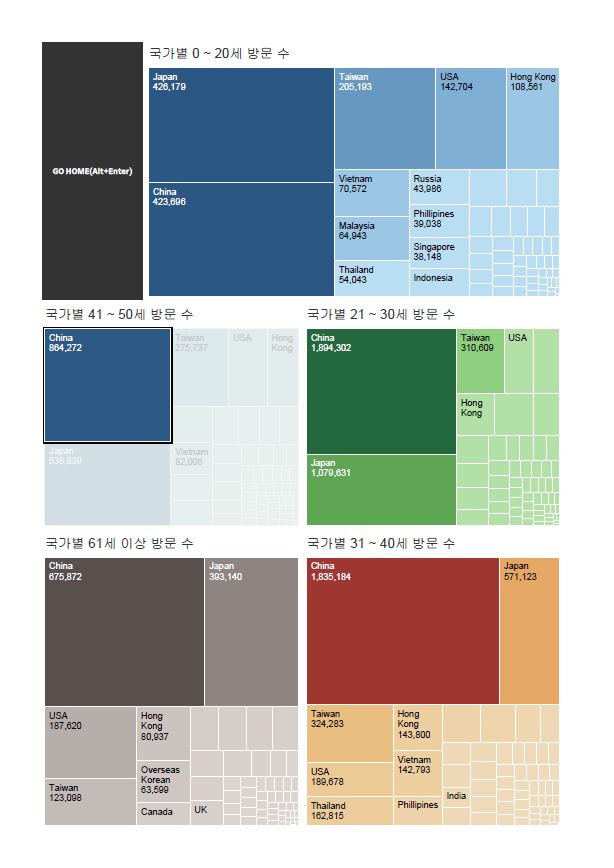 GO HOME(Alt+Enter)
국가별 0 ~ 20세 방문 수
Japan
426,179
China
423,696
Taiwan
205,193
USA
142,704
Hong Kong
108,561
Vietnam
70,572
Malaysia
64,943
Thailand
54,043
Russia
43,986
Phillipines
39,038
Singapore
38,148
Indonesia
국가별 41 ~ 50세 방문 수
China
864,272
Japan
638,839
Taiwan
275,737
USA
Hong
Kong
Vietnam
82,006
국가별 21 ~ 30세 방문 수
China
1,894,302
Japan
1,079,631
Taiwan
310,609
USA
Hong
Kong
국가별 61세 이상 방문 수
China
675,872
Japan
393,140
USA
187,620
Taiwan
123,098
Hong
Kong
80,937
Overseas
Korean
63,599
Canada
UK
국가별 31 ~ 40세 방문 수
China
1,835,184
Japan
571,123
Taiwan
324,283
USA
189,678
Thailand
162,815
Hong
Kong
143,800
Vietnam
142,793
Phillipines
India